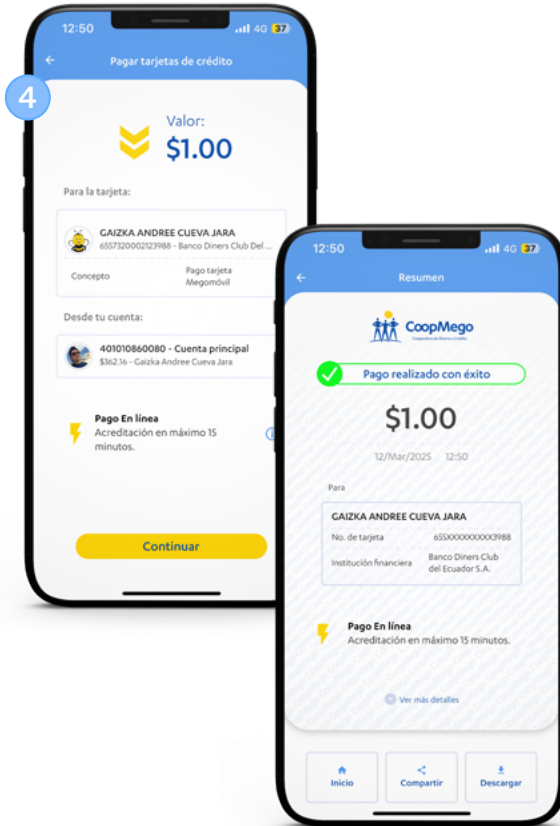 4
12:50
4G 37
Pagar tarjetas de crédito
Valor:
$1.00
Para la tarjeta:
GAIZKA ANDREE CUEVA JARA
6557320002123988 - Banco Diners Club Del ...
Concepto
Pago tarjeta
Megomóvil
Desde tu cuenta:
401010860080 - Cuenta principal
$362.16 - Gaizka Andree Cueva Jara
Pago En línea
Acreditación en máximo 15
minutos.
Continuar
12:50
4G 37
Resumen
CoopMego
Cooperativa de Ahorro y Crédito
Pago realizado con éxito
$1.00
12/Mar/2025 12:50
Para
GAIZKA ANDREE CUEVA JARA
No. de tarjeta
655XXXXXXXXX3988
Institución financiera
Banco Diners Club
del Ecuador S.A.
Pago En línea
Acreditación en máximo 15 minutos.
Ver más detalles
Inicio
Compartir
Descargar